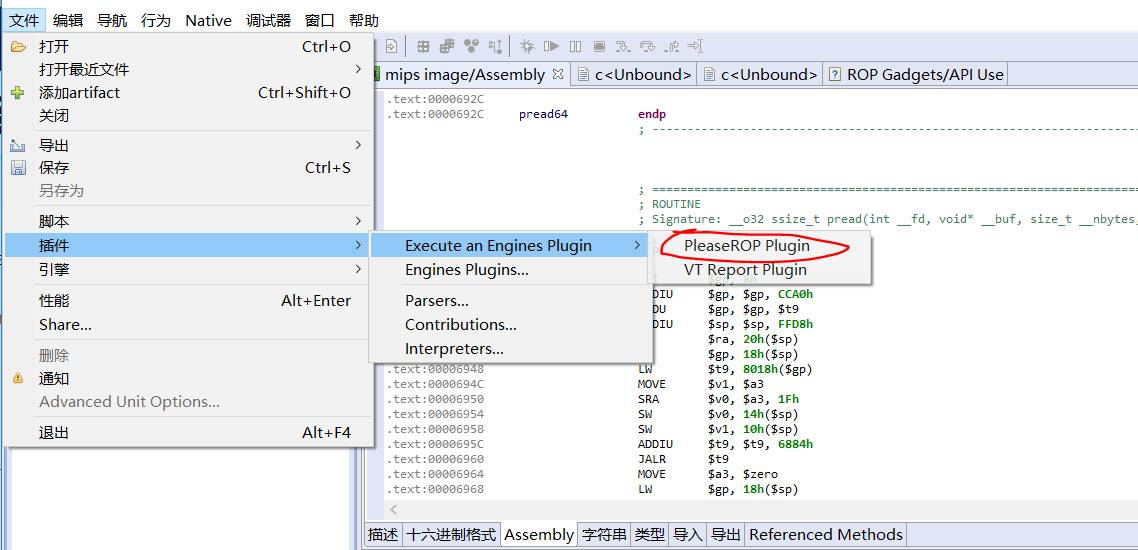 文件 编辑 导航 行为 Native 调试器 窗口 帮助
打开 Ctrl+O
打开最近文件
添加artifact Ctrl+Shift+O
关闭
导出
保存 Ctrl+S
另存为
脚本
插件
引擎
性能 Alt+Enter
Share...
删除
通知
Advanced Unit Options...
退出 Alt+F4
Execute an Engines Plugin
Engines Plugins...
Parsers...
Contributions...
Interpreters...
PleaseROP Plugin
VT Report Plugin
mips image/Assembly
c<Unbound>
c<Unbound>
ROP Gadgets/API Use
.text:0000692C
.text:0000692C pread64 endp
; ROUTINE
; Signature: __o32 ssize_t pread(int __fd, void* __buf, size_t __nbytes,
DIU $gp, $gp, CCA0h
DU $gp, $gp, $t9
DIU $sp, $sp, FFD8h
$ra, 20h($sp)
$gp, 18h($sp)
.text:00006948 LW $t9, 8018h($gp)
.text:0000694C MOVE $v1, $a3
.text:00006950 SRA $v0, $a3, 1Fh
.text:00006954 SW $v0, 14h($sp)
.text:00006958 SW $v1, 10h($sp)
.text:0000695C ADDIU $t9, $t9, 6884h
.text:00006960 JALR $t9
.text:00006964 MOVE $a3, $zero
.text:00006968 LW $gp, 18h($sp)
描述 十六进制格式 Assembly 字符串 类型 导入 导出 Referenced Methods